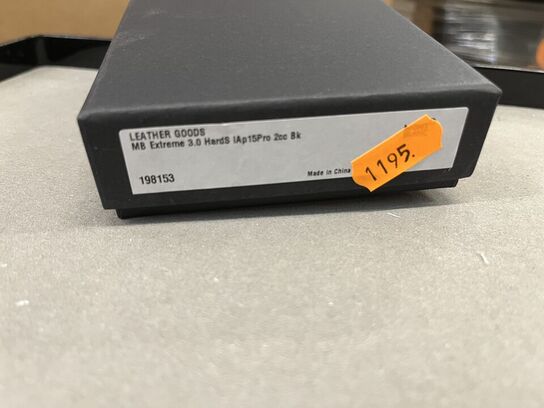 LEATHER GOODS
MB Extreme 3.0 HardS IAp15Pro 2cc Bk
198153
Made in China
1195.